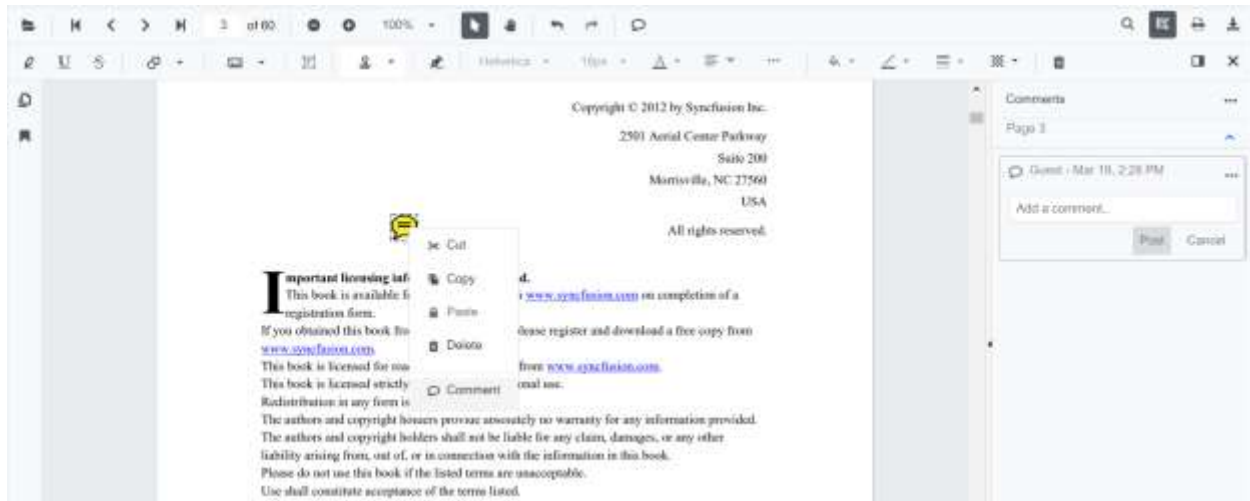 3 of 60 100%
U S Helvetica 10px A
Copyright © 2012 by Syncfusion Inc.
2501 Aerial Center Parkway
Suite 200
Morrisville, NC 27560
USA
All rights reserved.
Important licensing inf d.
This book is available f www.syncfusion.com on completion of a
registration form.
If you obtained this book fro lease register and download a free copy from
www.syncfusion.com.
This book is licensed for rea from www.syncfusion.com.
This book is licensed strictly onal use.
Redistribution in any form is
The authors and copyright holders provide absolutely no warranty for any information provided.
The authors and copyright holders shall not be liable for any claim, damages, or any other
liability arising from, out of, or in connection with the information in this book.
Please do not use this book if the listed terms are unacceptable.
Use shall constitute acceptance of the terms listed.
Cut
Copy
Paste
Delete
Comment
Comments
Page 3
Guest - Mar 18, 2:28 PM
Add a comment..
Post Cancel